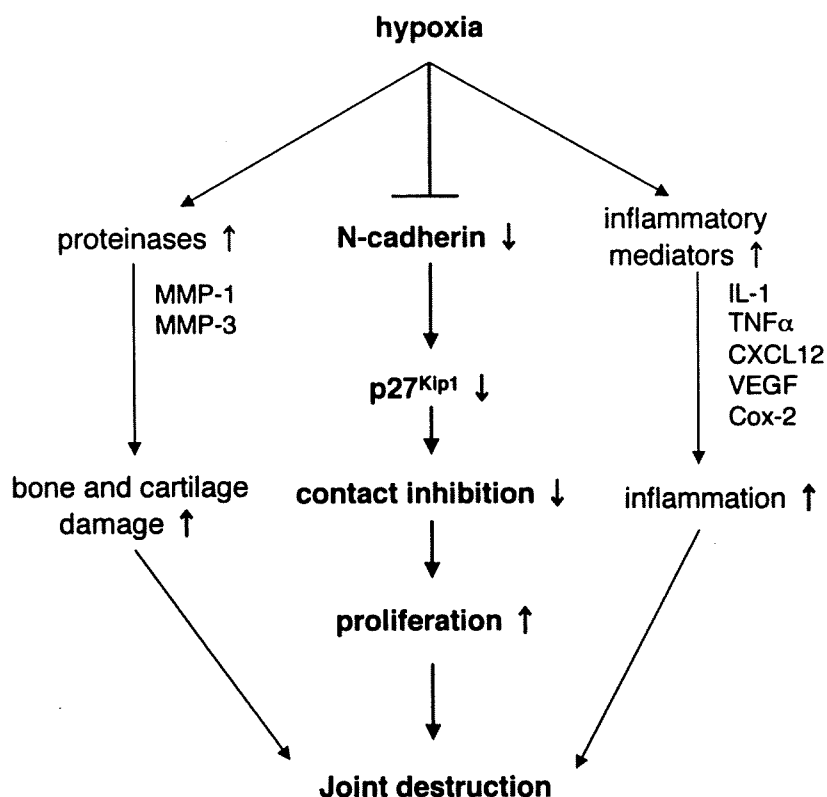 hypoxia
proteinases ↑
MMP-1
MMP-3
bone and cartilage
damage ↑
N-cadherin ↓
p27Kip1 ↓
contact inhibition ↓
proliferation ↑
inflammatory
mediators ↑
IL-1
TNFα
CXCL12
VEGF
Cox-2
inflammation ↑
Joint destruction